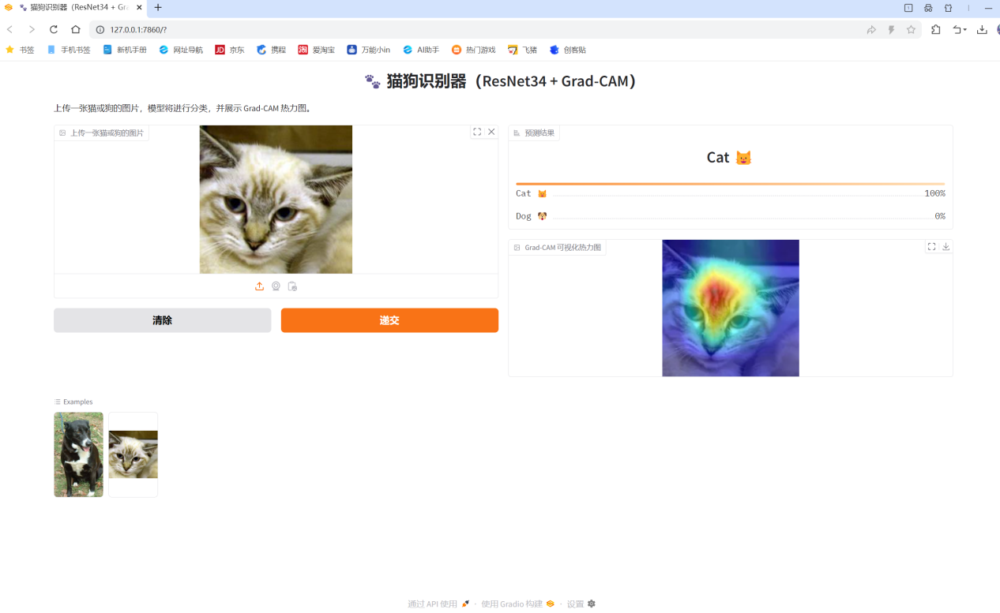 🐾 猫狗识别器（ResNet34 + Gra
127.0.0.1:7860/?
书签 手机书签 新机手册 网址导航 JD 京东 携程 淘 爱淘宝 万能小in AI助手 热门游戏 飞猪 创客贴
🐾 猫狗识别器（ResNet34 + Grad-CAM）
上传一张猫或狗的图片，模型将进行分类，并展示 Grad-CAM 热力图。
上传一张猫或狗的图片
清除
递交
预测结果
Cat 🐱
Cat 🐱 100%
Dog 🐶 0%
Grad-CAM 可视化热力图
Examples
通过 API 使用 🚀 · 使用 Gradio 构建 · 设置 ⚙️